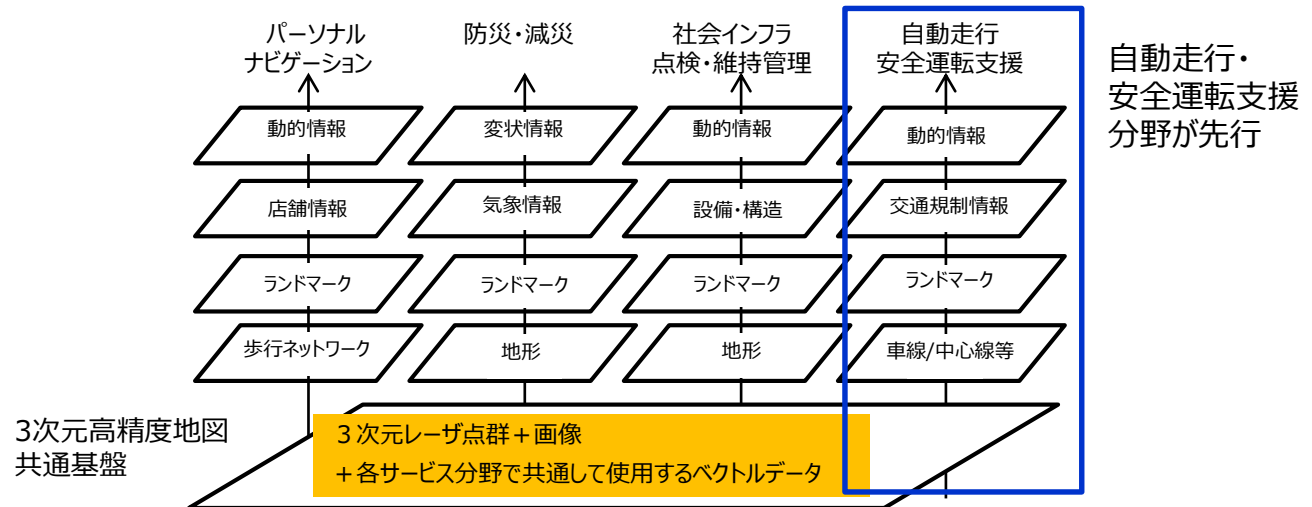 パーソナル
ナビゲーション
防災・減災
社会インフラ
点検・維持管理
自動走行
安全運転支援
自動走行・
安全運転支援
分野が先行
動的情報
変状情報
動的情報
動的情報
店舗情報
気象情報
設備・構造
交通規制情報
ランドマーク
ランドマーク
ランドマーク
ランドマーク
歩行ネットワーク
地形
地形
車線/中心線等
3次元高精度地図
共通基盤
３次元レーザ点群＋画像
＋各サービス分野で共通して使用するベクトルデータ